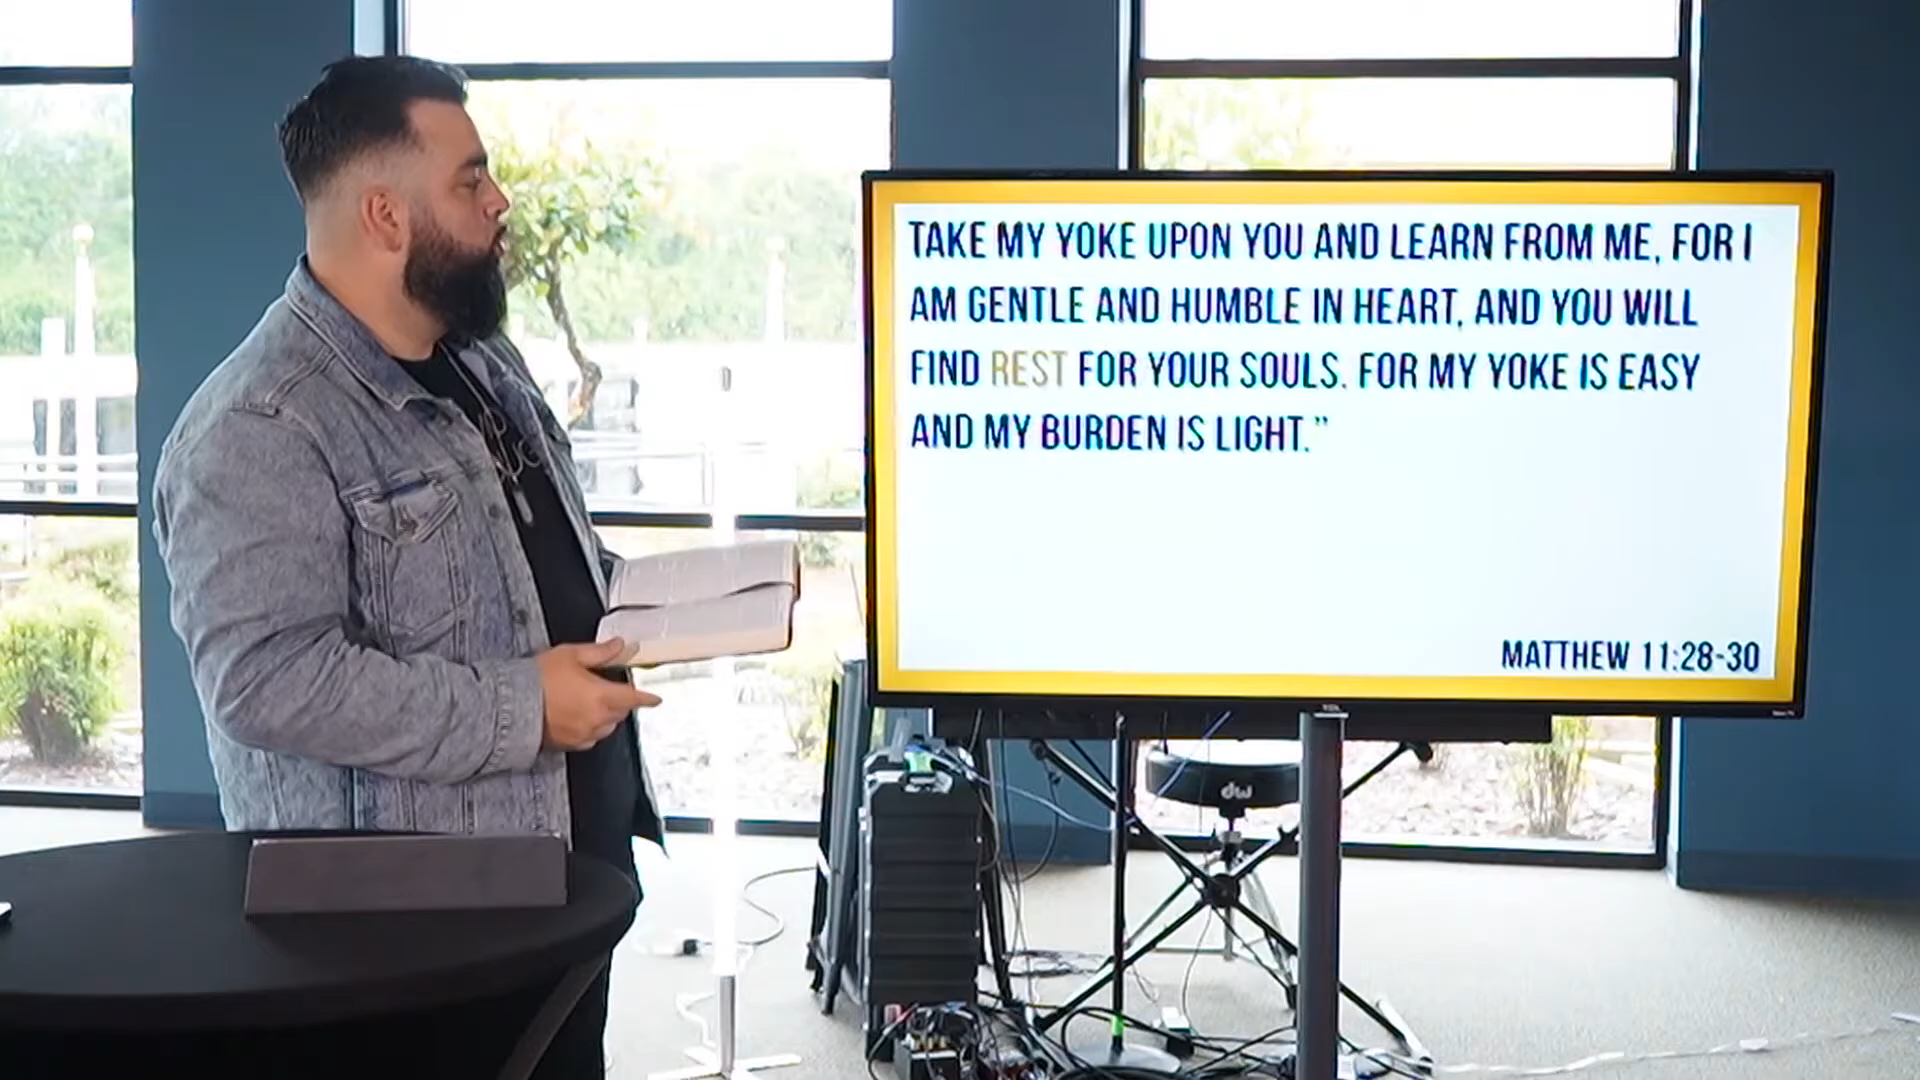 TAKE MY YOKE UPON YOU AND LEARN FROM ME, FOR I
AM GENTLE AND HUMBLE IN HEART, AND YOU WILL
FIND REST FOR YOUR SOULS. FOR MY YOKE IS EASY
AND MY BURDEN IS LIGHT.”
MATTHEW 11:28-30
TCL
dw